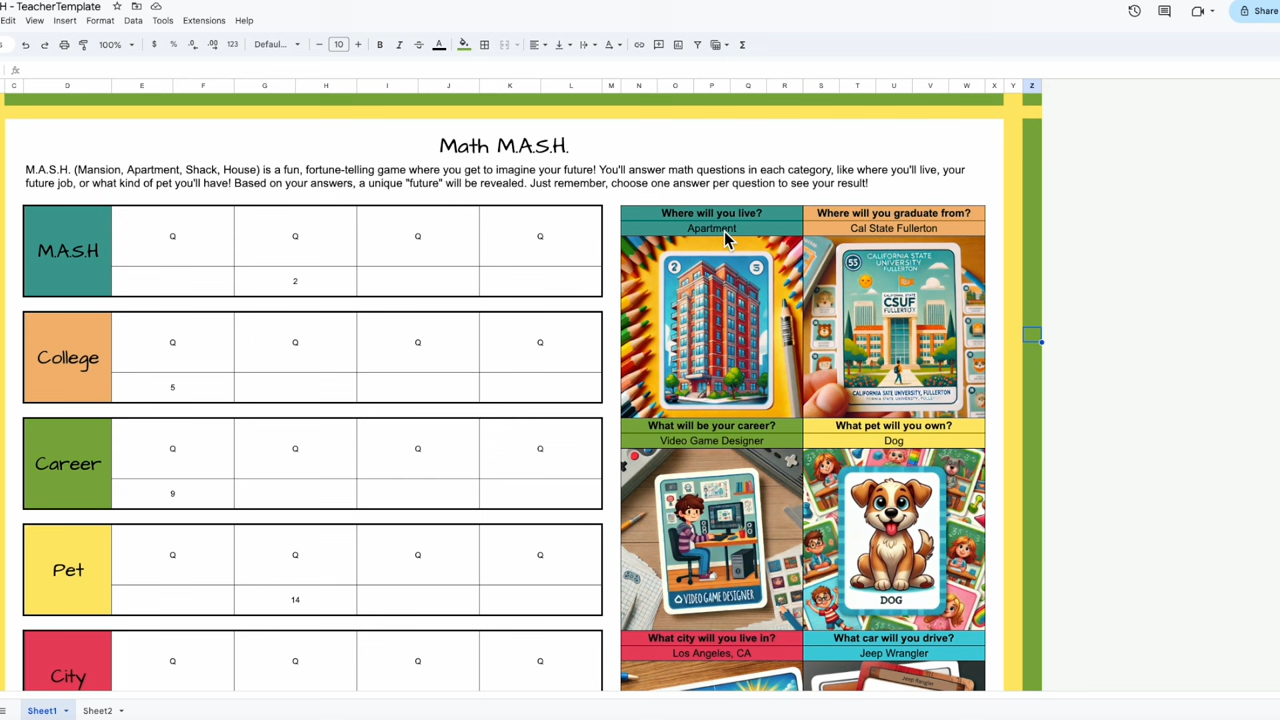 H - TeacherTemplate
Edit View Insert Format Data Tools Extensions Help
Share
100% $ % .0 .00 123 Defaul... 10 B I A Σ
fx
C D E F G H I J K L M N O P Q R S T U V W X Y Z
Math M.A.S.H.
M.A.S.H. (Mansion, Apartment, Shack, House) is a fun, fortune-telling game where you get to imagine your future! You'll answer math questions in each category, like where you'll live, your
future job, or what kind of pet you'll have! Based on your answers, a unique "future" will be revealed. Just remember, choose one answer per question to see your result!
M.A.S.H
Q Q Q Q
2
College
Q Q Q Q
5
Career
Q Q Q Q
9
Pet
Q Q Q Q
14
City
Q Q Q Q
Where will you live?
Apartment
2
Where will you graduate from?
Cal State Fullerton
55
CALIFORNIA STATE
UNIVERSITY
FULLERTON
CSUF
CALIFORNIA STATE UNIVERSITY, FULLERTON
What will be your career?
Video Game Designer
VIDEO GAME DESIGNER
What pet will you own?
Dog
DOG
What city will you live in?
Los Angeles, CA
What car will you drive?
Jeep Wrangler
Sheet1 Sheet2